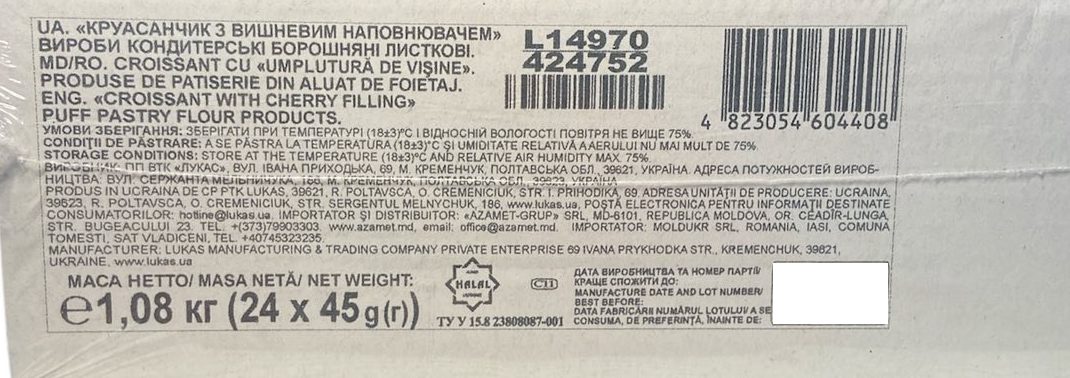 UA. «КРУАСАНЧИК З ВИШНЕВИМ НАПОВНЮВАЧЕМ»
ВИРОБИ КОНДИТЕРСЬКІ БОРОШНЯНІ ЛИСТКОВІ.
MD/RO. CROISSANT CU «UMPLUTURĂ DE VIȘINE».
PRODUSE DE PATISERIE DIN ALUAT DE FOIETAJ.
ENG. «CROISSANT WITH CHERRY FILLING»
PUFF PASTRY FLOUR PRODUCTS.
L14970
424752
4 823054 604408
УМОВИ ЗБЕРІГАННЯ: ЗБЕРІГАТИ ПРИ ТЕМПЕРАТУРІ (18±3)°C І ВІДНОСНІЙ ВОЛОГОСТІ ПОВІТРЯ НЕ ВИЩЕ 75%.
CONDIȚII DE PĂSTRARE: A SE PĂSTRA LA TEMPERATURA (18±3)°C ȘI UMIDITATE RELATIVĂ A AERULUI NU MAI MULT DE 75%.
STORAGE CONDITIONS: STORE AT THE TEMPERATURE (18±3)°C AND RELATIVE AIR HUMIDITY MAX. 75%.
ВИРОБНИК: ПП ВТК «ЛУКАС», ВУЛ. ІВАНА ПРИХОДЬКА, 69, М. КРЕМЕНЧУК, ПОЛТАВСЬКА ОБЛ., 39621, УКРАЇНА. АДРЕСА ПОТУЖНОСТЕЙ ВИРОБ-
НИЦТВА: ВУЛ. СЕРЖАНТА МЕЛЬНИЧУКА, 186, М. КРЕМЕНЧУК, ПОЛТАВСЬКА ОБЛ., 39623, УКРАЇНА.
PRODUS IN UCRAINA DE CP PTK LUKAS, 39621, R. POLTAVSCA, O. CREMENICIUK, STR. I. PRIHODIKA, 69. ADRESA UNITĂȚII DE PRODUCERE: UCRAINA,
39623, R. POLTAVSCA, O. CREMENICIUK, STR. SERGENTUL MELNYCHUK, 186, www.lukas.ua, POȘTĂ ELECTRONICA PENTRU INFORMAȚII DESTINATE
CONSUMATORILOR: hotline@lukas.ua. IMPORTATOR ȘI DISTRIBUITOR: «AZAMET-GRUP» SRL, MD-6101, REPUBLICA MOLDOVA, OR. CEADÎR-LUNGA,
STR. BUGEACULUI 23. TEL. +(373)79903303. www.azamet.md, email: office@azamet.md. IMPORTATOR: MOLDUKR SRL, ROMANIA, IASI, COMUNA
TOMESTI, SAT VLADICENI, TEL. +40745323235.
MANUFACTURER: LUKAS MANUFACTURING & TRADING COMPANY PRIVATE ENTERPRISE 69 IVANA PRYKHODKA STR., KREMENCHUK, 39621,
UKRAINE, www.lukas.ua
МАСА НЕТТО/ MASA NETĂ/ NET WEIGHT:
℮1,08 кг (24 x 45g(г))
HALAL
СП
ТУ У 15.8 23808087-001
ДАТА ВИРОБНИЦТВА ТА НОМЕР ПАРТІЇ/
КРАЩЕ СПОЖИТИ ДО:
MANUFACTURE DATE AND LOT NUMBER/
BEST BEFORE:
DATA FABRICĂRII NUMĂRUL LOTULUI/ A SE
CONSUMA, DE PREFERINȚĂ, ÎNAINTE DE: